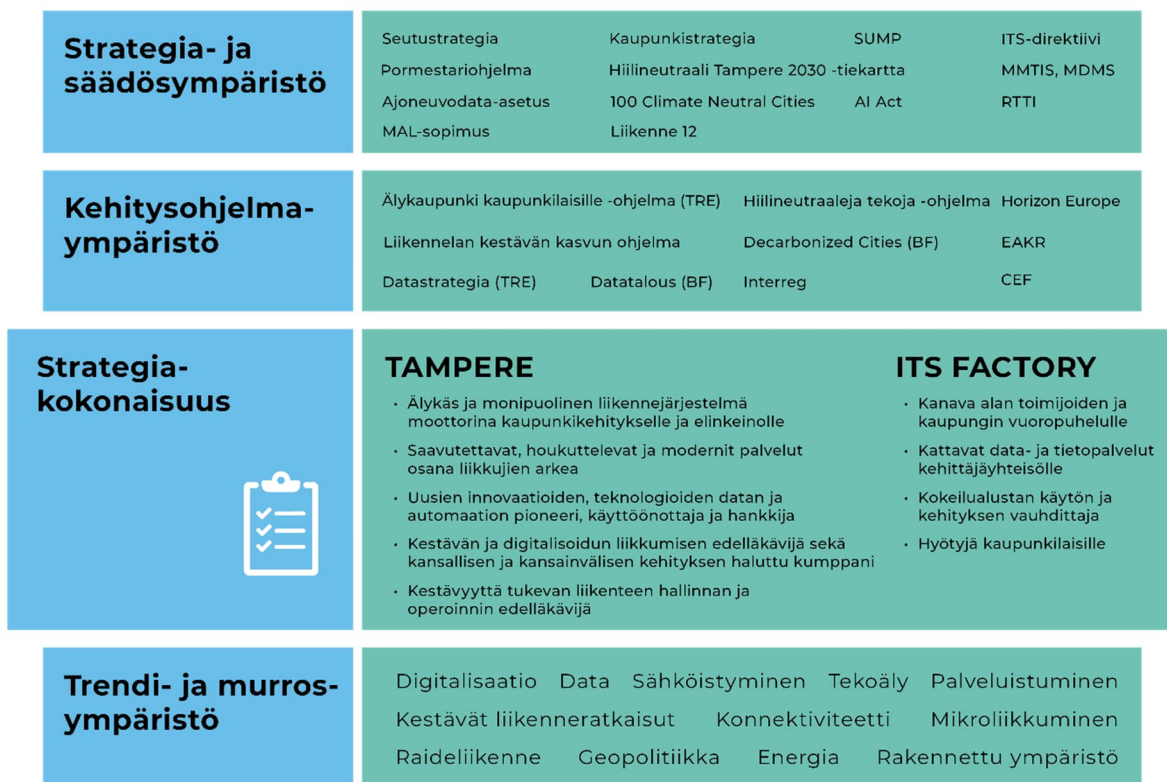 Strategia- ja
säädösympäristö
Seutustrategia Kaupunkistrategia SUMP ITS-direktiivi
Pormestariohjelma Hiilineutraali Tampere 2030 -tiekartta MMTIS, MDMS
Ajoneuvodata-asetus 100 Climate Neutral Cities AI Act RTTI
MAL-sopimus Liikenne 12
Kehitysohjelma-
ympäristö
Älykaupunki kaupunkilaisille -ohjelma (TRE) Hiilineutraaleja tekoja -ohjelma Horizon Europe
Liikennelan kestävän kasvun ohjelma Decarbonized Cities (BF) EAKR
Datastrategia (TRE) Datatalous (BF) Interreg CEF
Strategia-
kokonaisuus
TAMPERE
• Älykäs ja monipuolinen liikennejärjestelmä
moottorina kaupunkikehitykselle ja elinkeinolle
• Saavutettavat, houkuttelevat ja modernit palvelut
osana liikkujien arkea
• Uusien innovaatioiden, teknologioiden datan ja
automaation pioneeri, käyttöönottaja ja hankkija
• Kestävän ja digitalisoidun liikkumisen edelläkävijä sekä
kansallisen ja kansainvälisen kehityksen haluttu kumppani
• Kestävyyttä tukevan liikenteen hallinnan ja
operoinnin edelläkävijä
ITS FACTORY
• Kanava alan toimijoiden ja
kaupungin vuoropuhelulle
• Kattavat data- ja tietopalvelut
kehittäjäyhteisölle
• Kokeilualustan käytön ja
kehityksen vauhdittaja
• Hyötyjä kaupunkilaisille
Trendi- ja murros-
ympäristö
Digitalisaatio Data Sähköistyminen Tekoäly Palveluistuminen
Kestävät liikenneratkaisut Konnektiviteetti Mikroliikkuminen
Raideliikenne Geopolitiikka Energia Rakennettu ympäristö